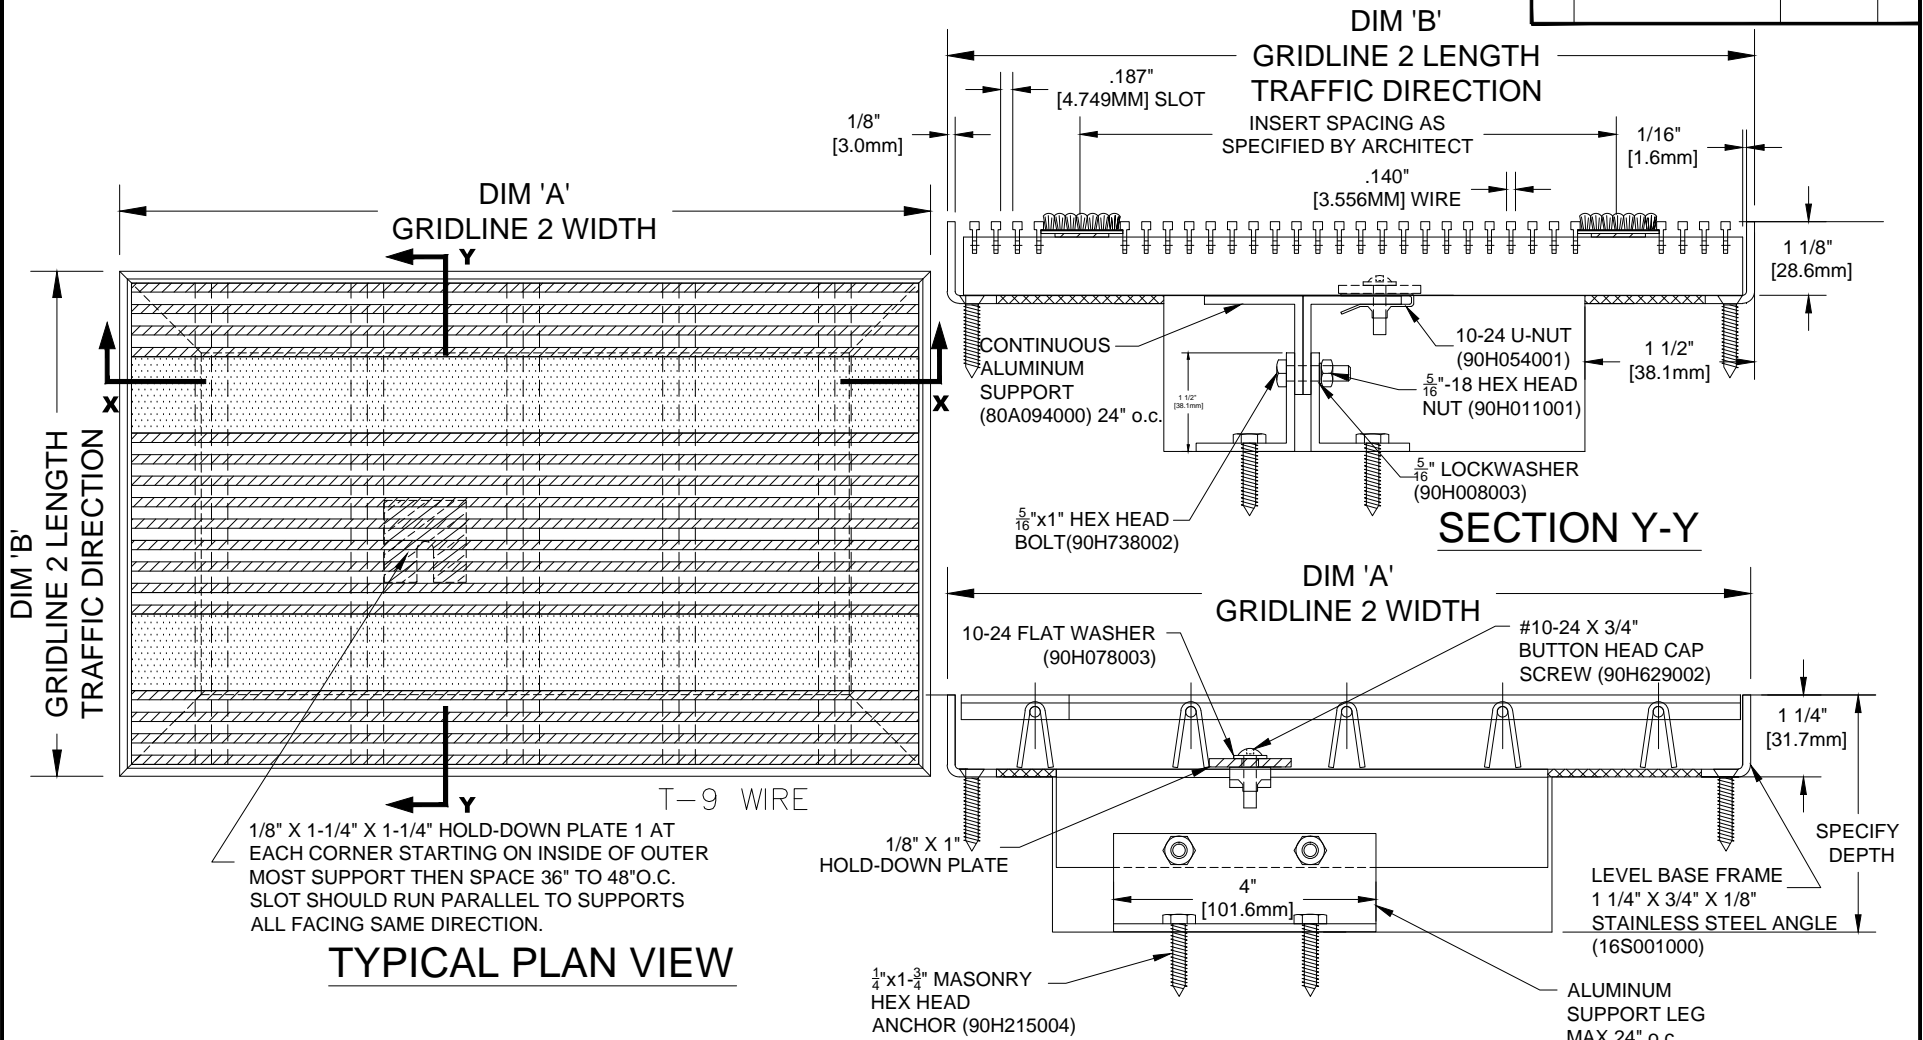 DIM 'B'
GRIDLINE 2 LENGTH
TRAFFIC DIRECTION
.187"
[4.749MM] SLOT
1/8"
[3.0mm]
INSERT SPACING AS
SPECIFIED BY ARCHITECT
1/16"
[1.6mm]
.140"
[3.556MM] WIRE
1 1/8"
[28.6mm]
CONTINUOUS
ALUMINUM
SUPPORT
(80A094000) 24" o.c.
1 1/2"
[38.1mm]
10-24 U-NUT
(90H054001)
5/16"-18 HEX HEAD
NUT (90H011001)
1 1/2"
[38.1mm]
5/16" LOCKWASHER
(90H008003)
5/16"x1" HEX HEAD
BOLT(90H738002)
SECTION Y-Y
DIM 'A'
GRIDLINE 2 WIDTH
Y
X
X
Y
DIM 'B'
GRIDLINE 2 LENGTH
TRAFFIC DIRECTION
T-9 WIRE
1/8" X 1-1/4" X 1-1/4" HOLD-DOWN PLATE 1 AT
EACH CORNER STARTING ON INSIDE OF OUTER
MOST SUPPORT THEN SPACE 36" TO 48"O.C.
SLOT SHOULD RUN PARALLEL TO SUPPORTS
ALL FACING SAME DIRECTION.
TYPICAL PLAN VIEW
DIM 'A'
GRIDLINE 2 WIDTH
10-24 FLAT WASHER
(90H078003)
#10-24 X 3/4"
BUTTON HEAD CAP
SCREW (90H629002)
1 1/4"
[31.7mm]
SPECIFY
DEPTH
1/8" X 1"
HOLD-DOWN PLATE
4"
[101.6mm]
LEVEL BASE FRAME
1 1/4" X 3/4" X 1/8"
STAINLESS STEEL ANGLE
(16S001000)
1/4"x1-3/4" MASONRY
HEX HEAD
ANCHOR (90H215004)
ALUMINUM
SUPPORT LEG
MAX 24" o.c.